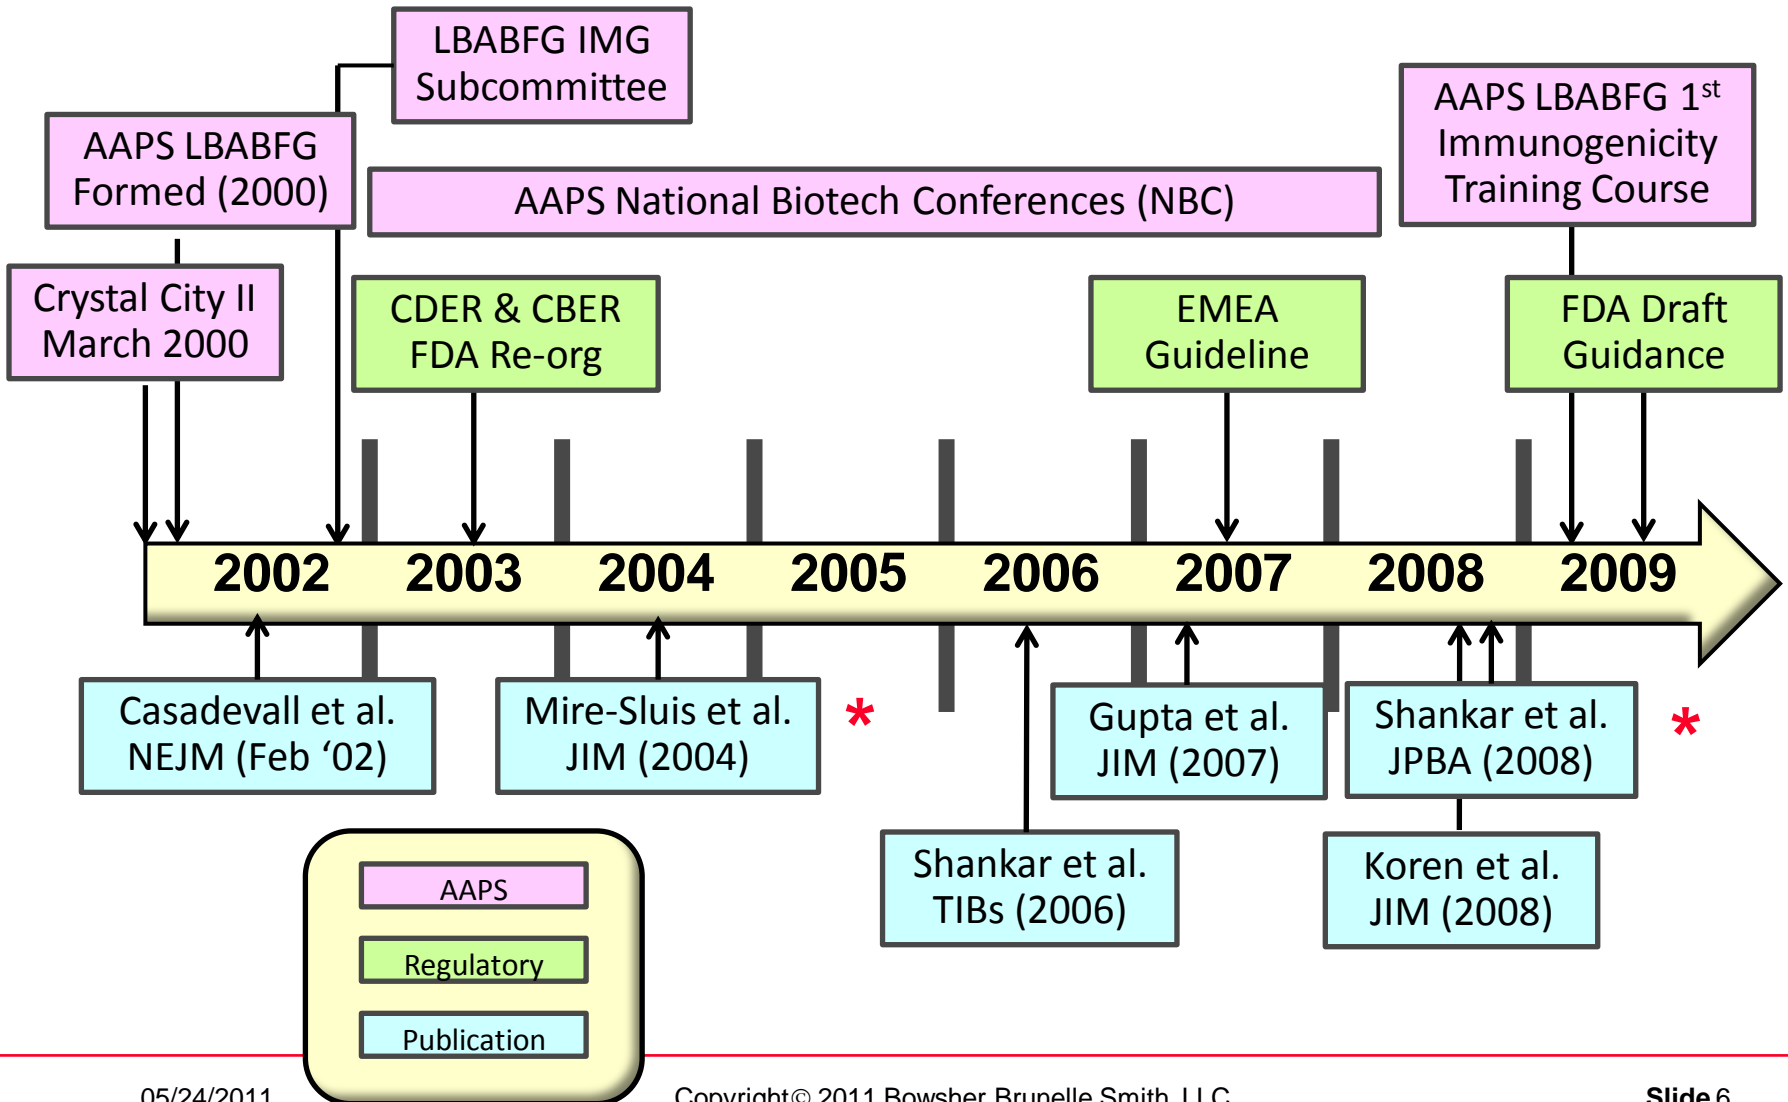 LBABFG IMG
Subcommittee
AAPS LBABFG
Formed (2000)
AAPS LBABFG 1st
Immunogenicity
Training Course
AAPS National Biotech Conferences (NBC)
Crystal City II
March 2000
CDER & CBER
FDA Re-org
EMEA
Guideline
FDA Draft
Guidance
2002 2003 2004 2005 2006 2007 2008 2009
Casadevall et al.
NEJM (Feb ‘02)
Mire-Sluis et al.
JIM (2004)
*
Gupta et al.
JIM (2007)
Shankar et al.
JPBA (2008)
*
Shankar et al.
TIBs (2006)
Koren et al.
JIM (2008)
AAPS
Regulatory
Publication
05/24/2011
Copyright© 2011 Bowsher Brunelle Smith, LLC
Slide 6